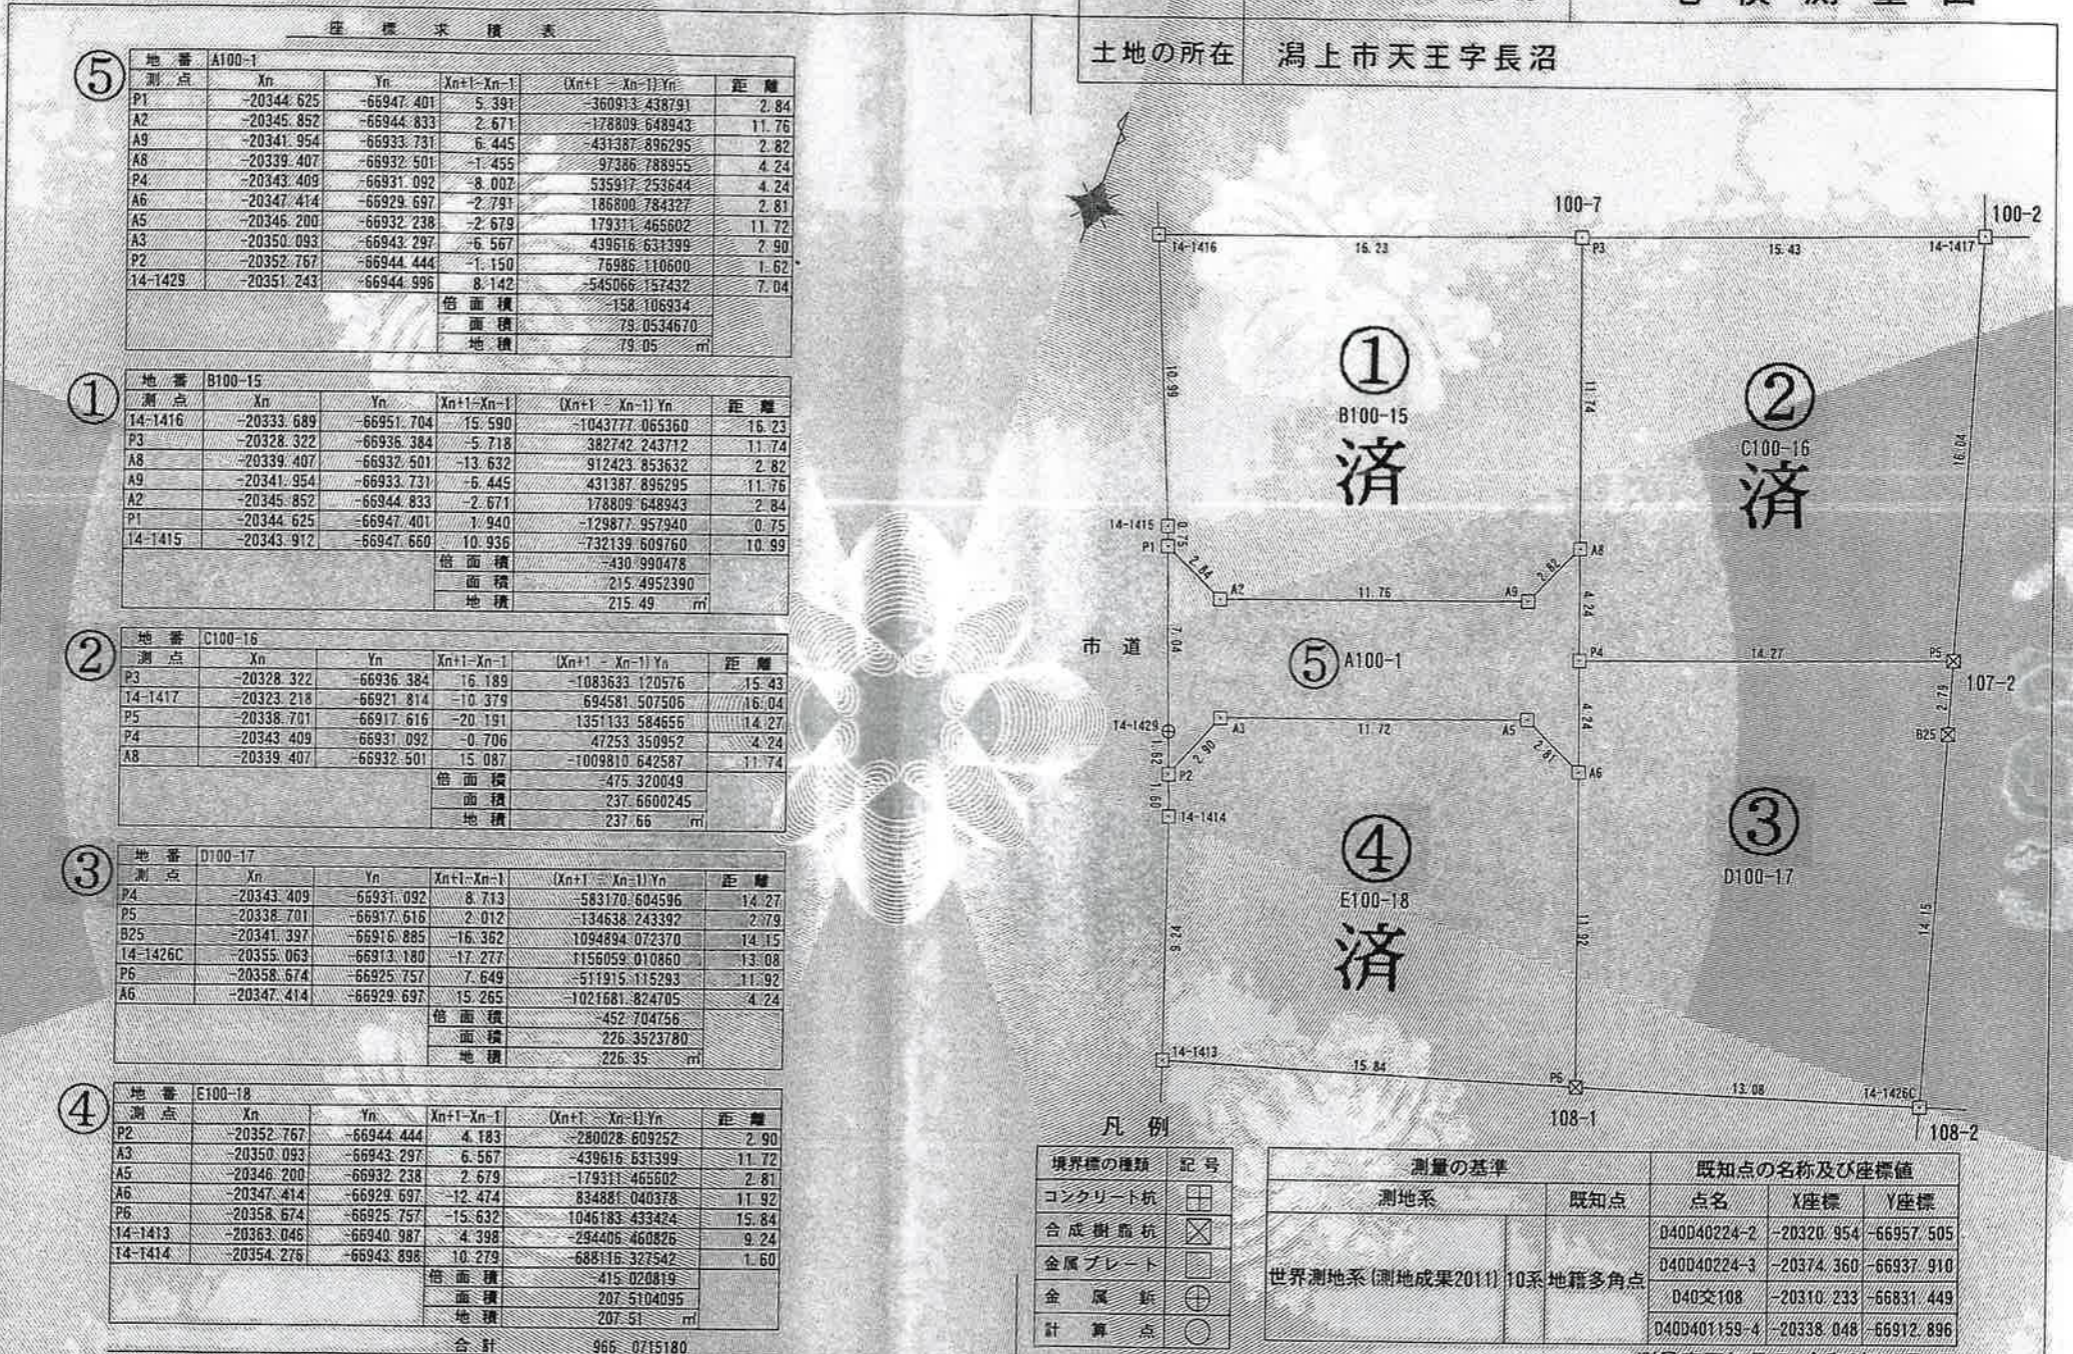 座標求積表
⑤
地番 A100-1
測点 Xn Yn Xn+1-Xn-1 (Xn+1 - Xn-1)Yn 距離
P1 -20344.625 -66947.401 5.391 -360913.438791 2.84
A2 -20345.852 -66944.833 2.671 -178809.648943 11.76
A9 -20341.954 -66933.731 6.445 -431387.896295 2.82
A8 -20339.407 -66932.501 -1.455 97386.788955 4.24
P4 -20343.409 -66931.092 -8.007 535917.253644 4.24
A6 -20347.414 -66929.697 -2.791 186800.784327 2.81
A5 -20346.200 -66932.238 -2.679 179311.465602 11.72
A3 -20350.093 -66943.297 -6.567 439616.631399 2.90
P2 -20352.767 -66944.444 -1.150 76986.110600 1.62
14-1429 -20351.243 -66944.996 8.142 -545066.157432 7.04
倍面積 -158.106934
面積 79.0534670
地積 79.05 ㎡
①
地番 B100-15
測点 Xn Yn Xn+1-Xn-1 (Xn+1 - Xn-1)Yn 距離
14-1416 -20333.689 -66951.704 15.590 -1043777.065360 16.23
P3 -20328.322 -66936.384 -5.718 382742.243712 11.74
A8 -20339.407 -66932.501 -13.632 912423.853632 2.82
A9 -20341.954 -66933.731 -6.445 431387.896295 11.76
A2 -20345.852 -66944.833 -2.671 178809.648943 2.84
P1 -20344.625 -66947.401 1.940 -129877.957940 0.75
14-1415 -20343.912 -66947.660 10.936 -732139.609760 10.99
倍面積 -430.990478
面積 215.4952390
地積 215.49 ㎡
②
地番 C100-16
測点 Xn Yn Xn+1-Xn-1 (Xn+1 - Xn-1)Yn 距離
P3 -20328.322 -66936.384 16.189 -1083633.120576 15.43
14-1417 -20323.218 -66921.814 -10.379 694581.507506 16.04
P5 -20338.701 -66917.616 -20.191 1351133.584656 14.27
P4 -20343.409 -66931.092 -0.706 47253.350952 4.24
A8 -20339.407 -66932.501 15.087 -1009810.642587 11.74
倍面積 -475.320049
面積 237.6600245
地積 237.66 ㎡
③
地番 D100-17
測点 Xn Yn Xn+1-Xn-1 (Xn+1 - Xn-1)Yn 距離
P4 -20343.409 -66931.092 8.713 -583170.604596 14.27
P5 -20338.701 -66917.616 2.012 -134638.243392 2.79
B25 -20341.397 -66916.885 -16.362 1094894.072370 14.15
14-1426C -20355.063 -66913.180 -17.277 1156059.010860 13.08
P6 -20358.674 -66925.757 7.649 -511915.115293 11.92
A6 -20347.414 -66929.697 15.265 -1021681.824705 4.24
倍面積 -452.704756
面積 226.3523780
地積 226.35 ㎡
④
地番 E100-18
測点 Xn Yn Xn+1-Xn-1 (Xn+1 - Xn-1)Yn 距離
P2 -20352.767 -66944.444 4.183 -280028.609252 2.90
A3 -20350.093 -66943.297 6.567 -439616.631399 11.72
A5 -20346.200 -66932.238 2.679 -179311.465602 2.81
A6 -20347.414 -66929.697 -12.474 834881.040378 11.92
P6 -20358.674 -66925.757 -15.632 1046183.433424 15.84
14-1413 -20363.046 -66940.987 4.398 -294406.460826 9.24
14-1414 -20354.276 -66943.898 10.279 -688116.327542 1.60
倍面積 415.020819
面積 207.5104095
地積 207.51 ㎡
合計 966.0715180
土地の所在 潟上市天王字長沼
100-7
100-2
14-1416 16.23 P3 15.43 14-1417
10.99
①
B100-15
済
11.74
②
C100-16
済
16.04
14-1415
0.75
P1
2.84
A2 11.76 A9
2.82
A8
4.24
市道
7.04
⑤ A100-1
P4 14.27 P5
107-2
2.79
B25
4.24
14-1429
1.62
P2
2.90
A3 11.72 A5
2.81
A6
1.60
14-1414
④
E100-18
済
9.24
11.92
③
D100-17
14.15
14-1413 15.84 P6 13.08 14-1426C
108-1
108-2
凡例
境界標の種類 記号
コンクリート杭
合成樹脂杭
金属プレート
金属鋲
計算点
測量の基準 既知点の名称及び座標値
測地系 既知点 点名 X座標 Y座標
世界測地系(測地成果2011) 10系 地籍多角点
D40D40224-2 -20320.954 -66957.505
D40D40224-3 -20374.360 -66937.910
D40交108 -20310.233 -66831.449
D40D401159-4 -20338.048 -66912.896